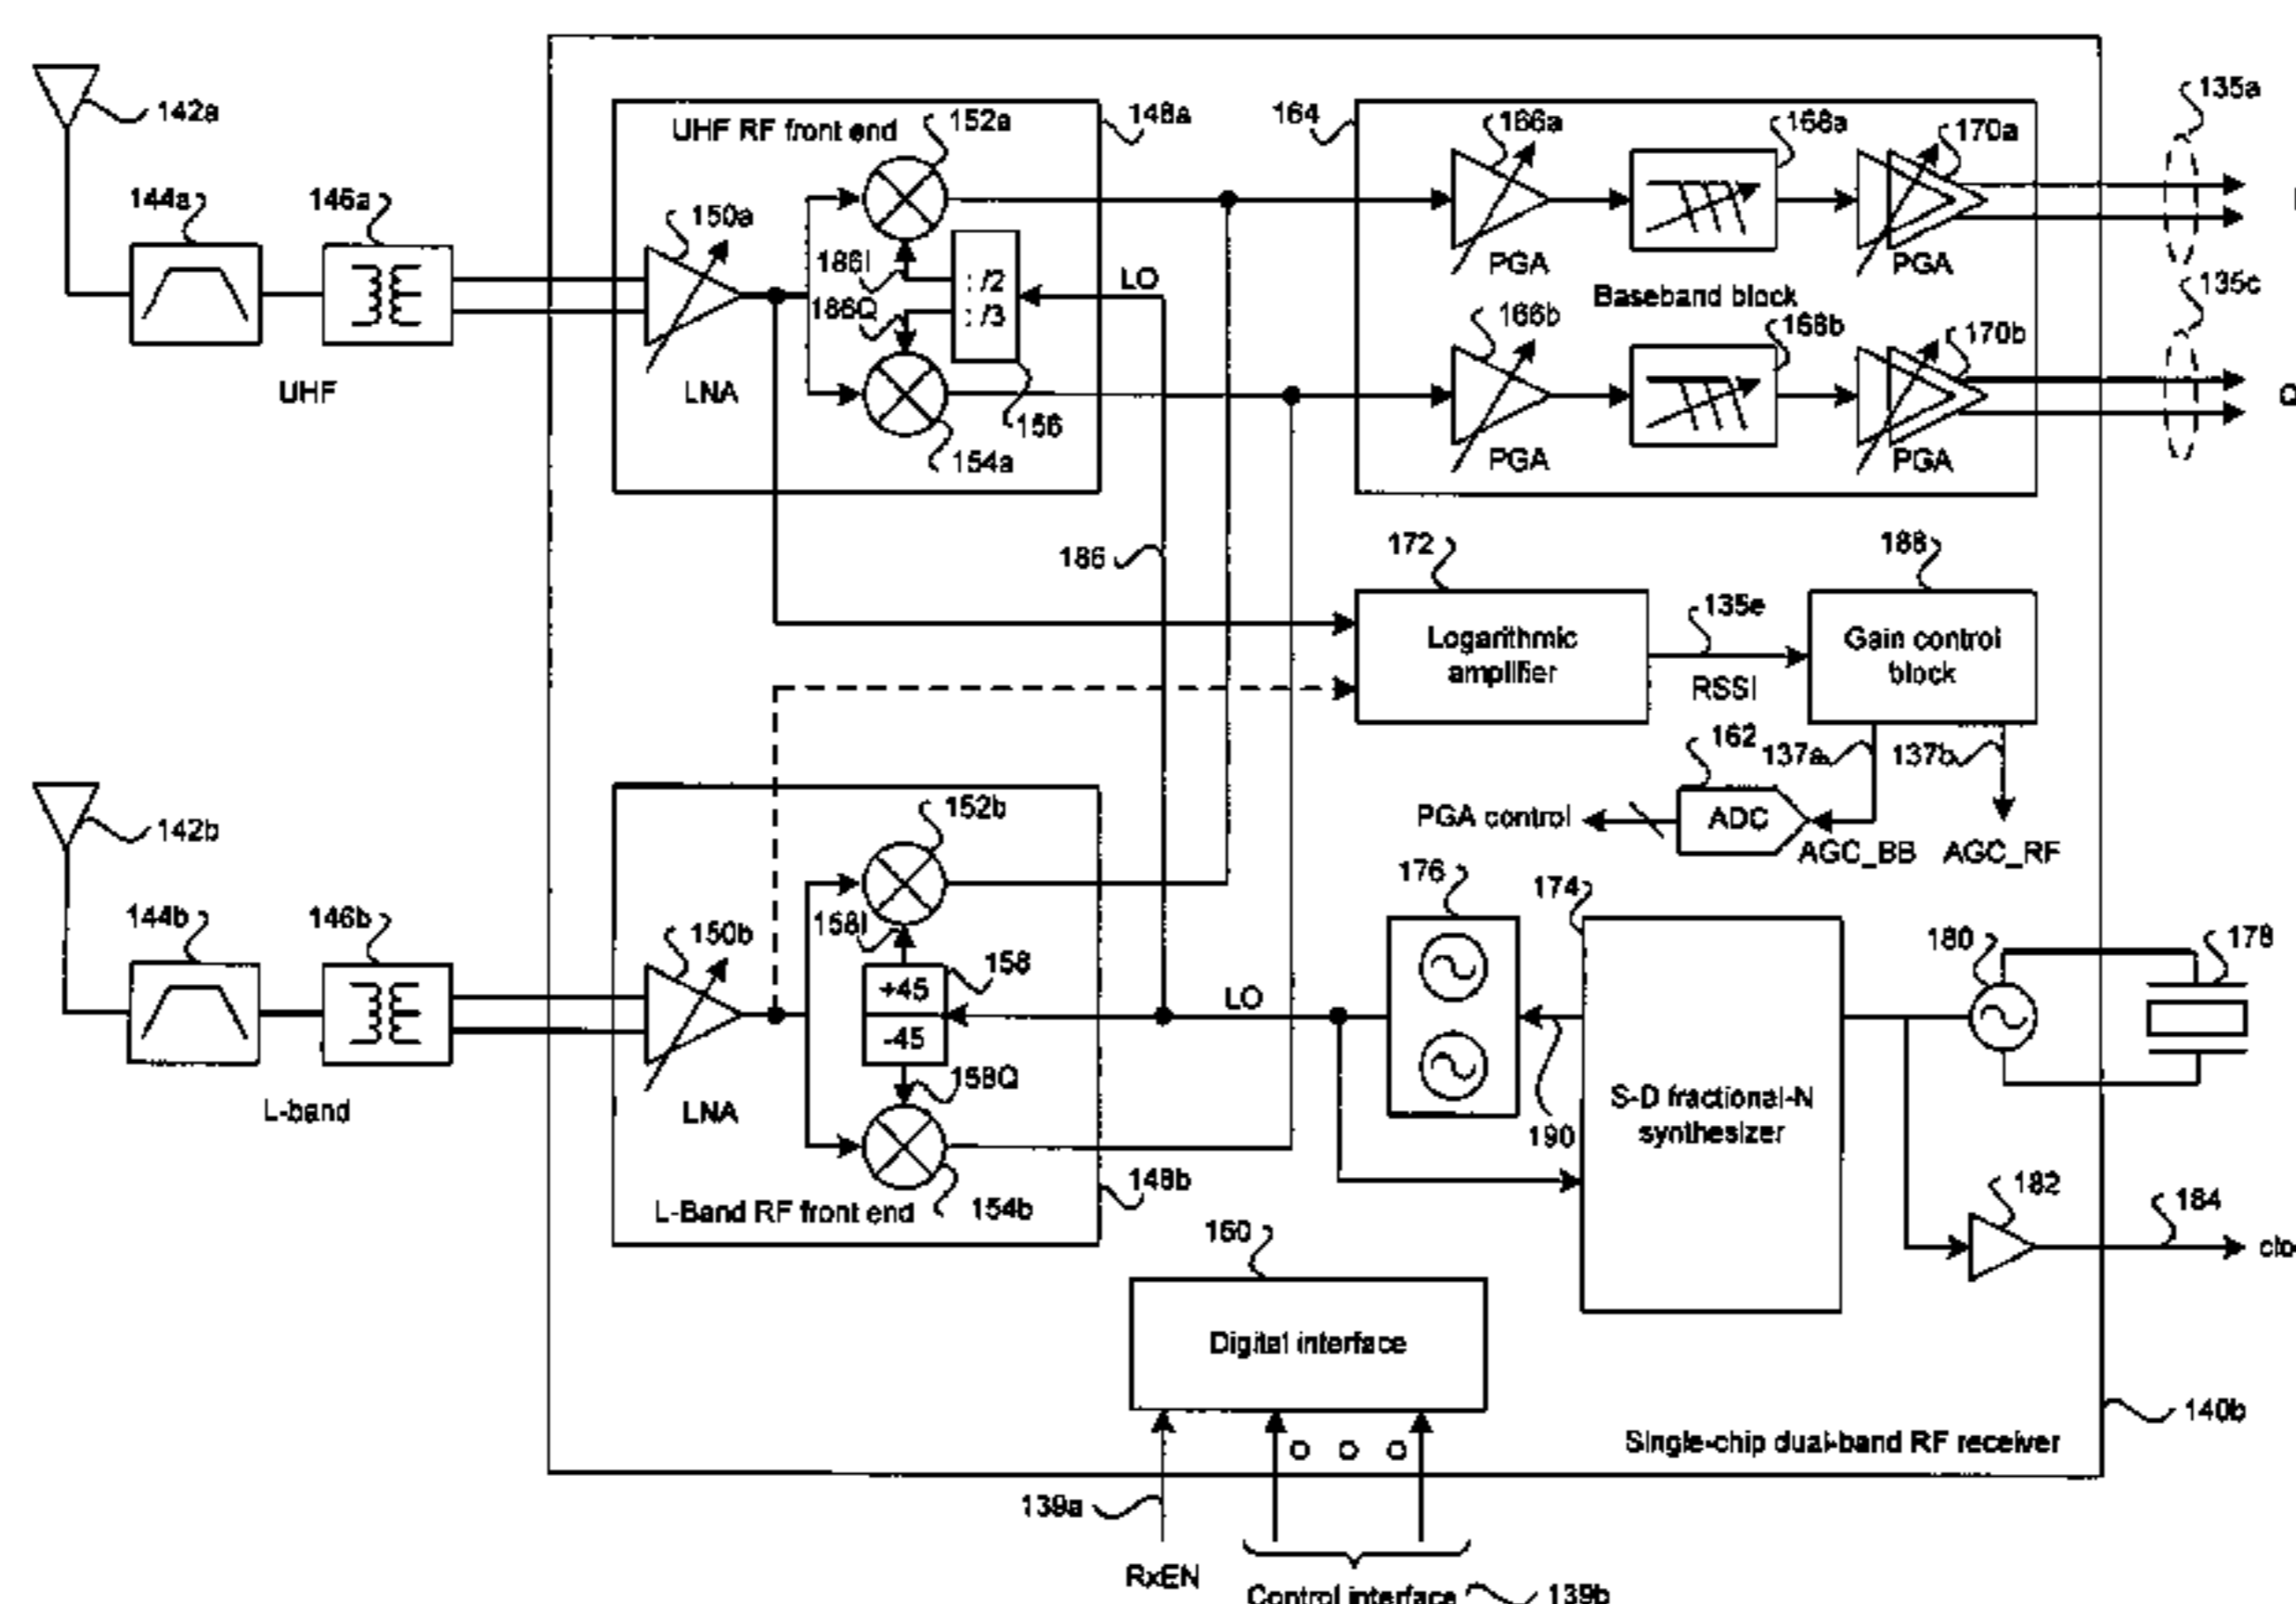 142a
144a
146a
UHF
UHF RF front end
148a
150a
LNA
152a
186I
186Q
: /2
: /3
LO
156
154a
164
166a
168a
170a
PGA
PGA
Baseband block
166b
168b
170b
PGA
PGA
135a
I
135c
Q
186
172
Logarithmic
amplifier
135e
RSSI
188
Gain control
block
137a
137b
162
ADC
PGA control
AGC_BB
AGC_RF
142b
144b
146b
L-band
150b
LNA
152b
158I
158
+45
-45
158Q
154b
L-Band RF front end
148b
LO
176
174
190
S-D fractional-N
synthesizer
180
178
182
184
clo
160
Digital interface
140b
Single-chip dual-band RF receiver
139a
RxEN
Control interface
139b